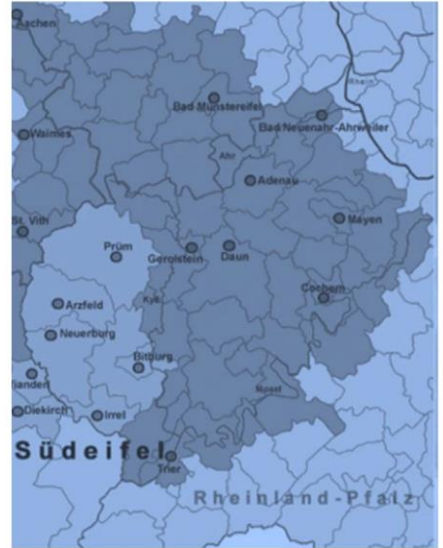 Aachen
Rhein
Bad Münstereifel
Bad Neuenahr-Ahrweiler
Waimes
Ahr
Adenau
St. Vith
Mayen
Prüm
Gerolstein
Daun
Cochem
Kyll
Arzfeld
Neuerburg
Bitburg
Vianden
Mosel
Diekirch
Irrel
Südeifel
Trier
Rheinland-Pfalz